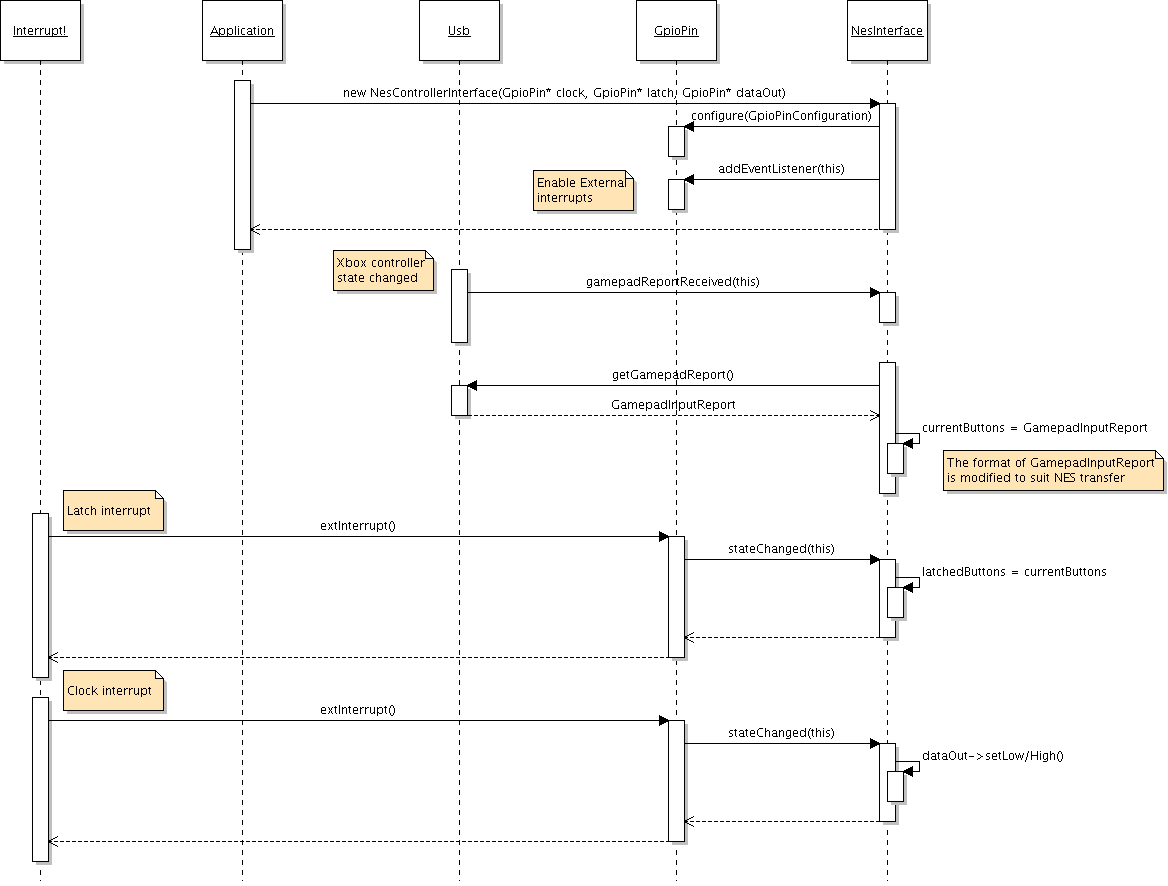 Interrupt!
Application
Usb
GpioPin
NesInterface
new NesControllerInterface(GpioPin* clock, GpioPin* latch, GpioPin* dataOut)
configure(GpioPinConfiguration)
addEventListener(this)
Enable External
interrupts
Xbox controller
state changed
gamepadReportReceived(this)
getGamepadReport()
GamepadInputReport
currentButtons = GamepadInputReport
The format of GamepadInputReport
is modified to suit NES transfer
Latch interrupt
extInterrupt()
stateChanged(this)
latchedButtons = currentButtons
Clock interrupt
extInterrupt()
stateChanged(this)
dataOut->setLow/High()